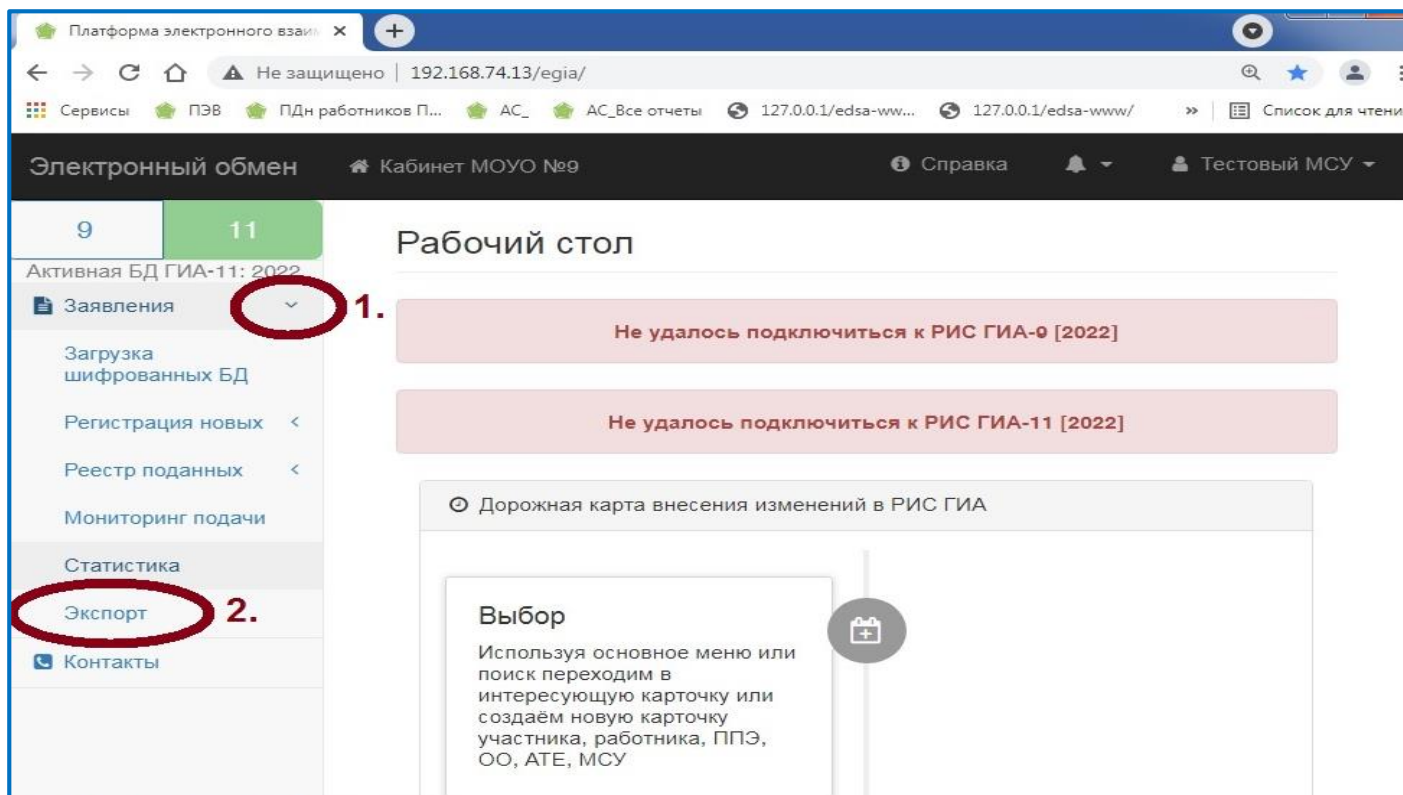 Платформа электронного взаим
Не защищено | 192.168.74.13/egia/
Сервисы ПЭВ ПДн работников П... АС_ АС_Все отчеты 127.0.0.1/edsa-ww... 127.0.0.1/edsa-www/ » Список для чтени
Электронный обмен Кабинет МОУО №9 Справка Тестовый МСУ
9 11
Активная БД ГИА-11: 2022
Рабочий стол
Заявления 1.
Не удалось подключиться к РИС ГИА-9 [2022]
Загрузка
шифрованных БД
Регистрация новых
Не удалось подключиться к РИС ГИА-11 [2022]
Реестр поданных
Мониторинг подачи
Дорожная карта внесения изменений в РИС ГИА
Статистика
Экспорт 2.
Контакты
Выбор
Используя основное меню или
поиск переходим в
интересующую карточку или
создаём новую карточку
участника, работника, ППЭ,
ОО, АТЕ, МСУ